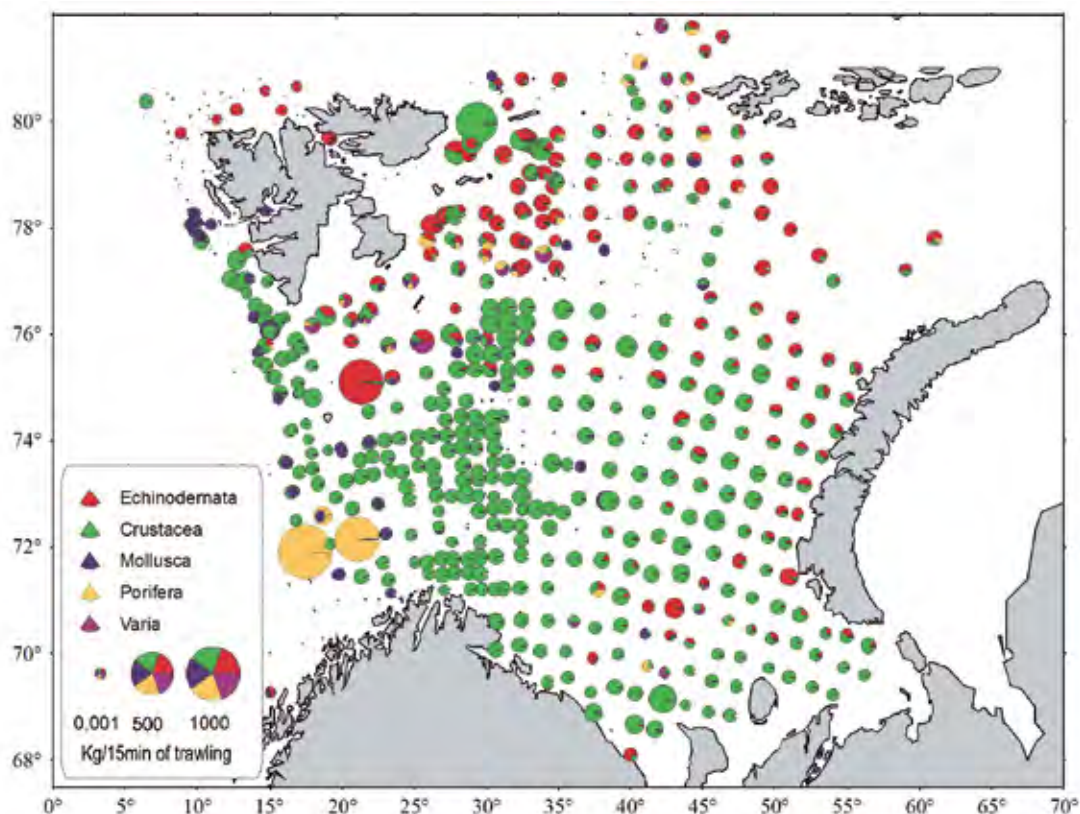 80°
78°
76°
74°
72°
70°
68°
Echinodernata
Crustacea
Mollusca
Porifera
Varia
0,001 500 1000
Kg/15min of trawling
0° 5° 10° 15° 20° 25° 30° 35° 40° 45° 50° 55° 60° 65° 70°